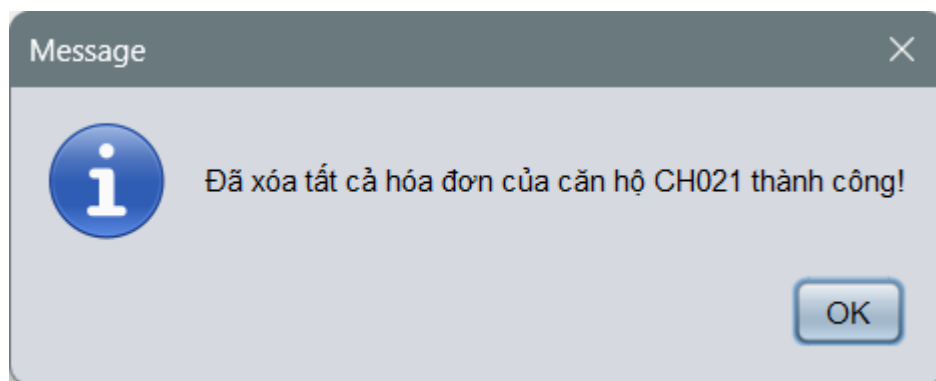 Message
Đã xóa tất cả hóa đơn của căn hộ CH021 thành công!
OK